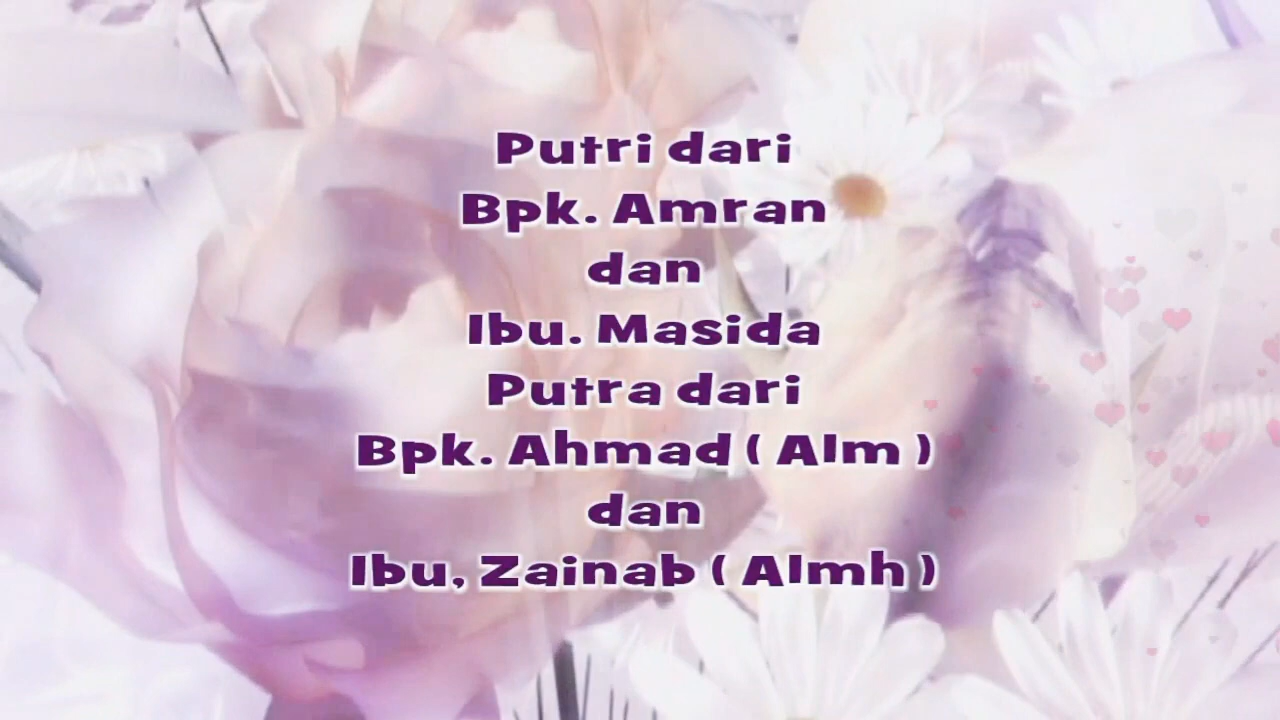 Putri dari
Bpk. Amran
dan
Ibu. Masida
Putra dari
Bpk. Ahmad ( Alm )
dan
Ibu, Zainab ( Almh )